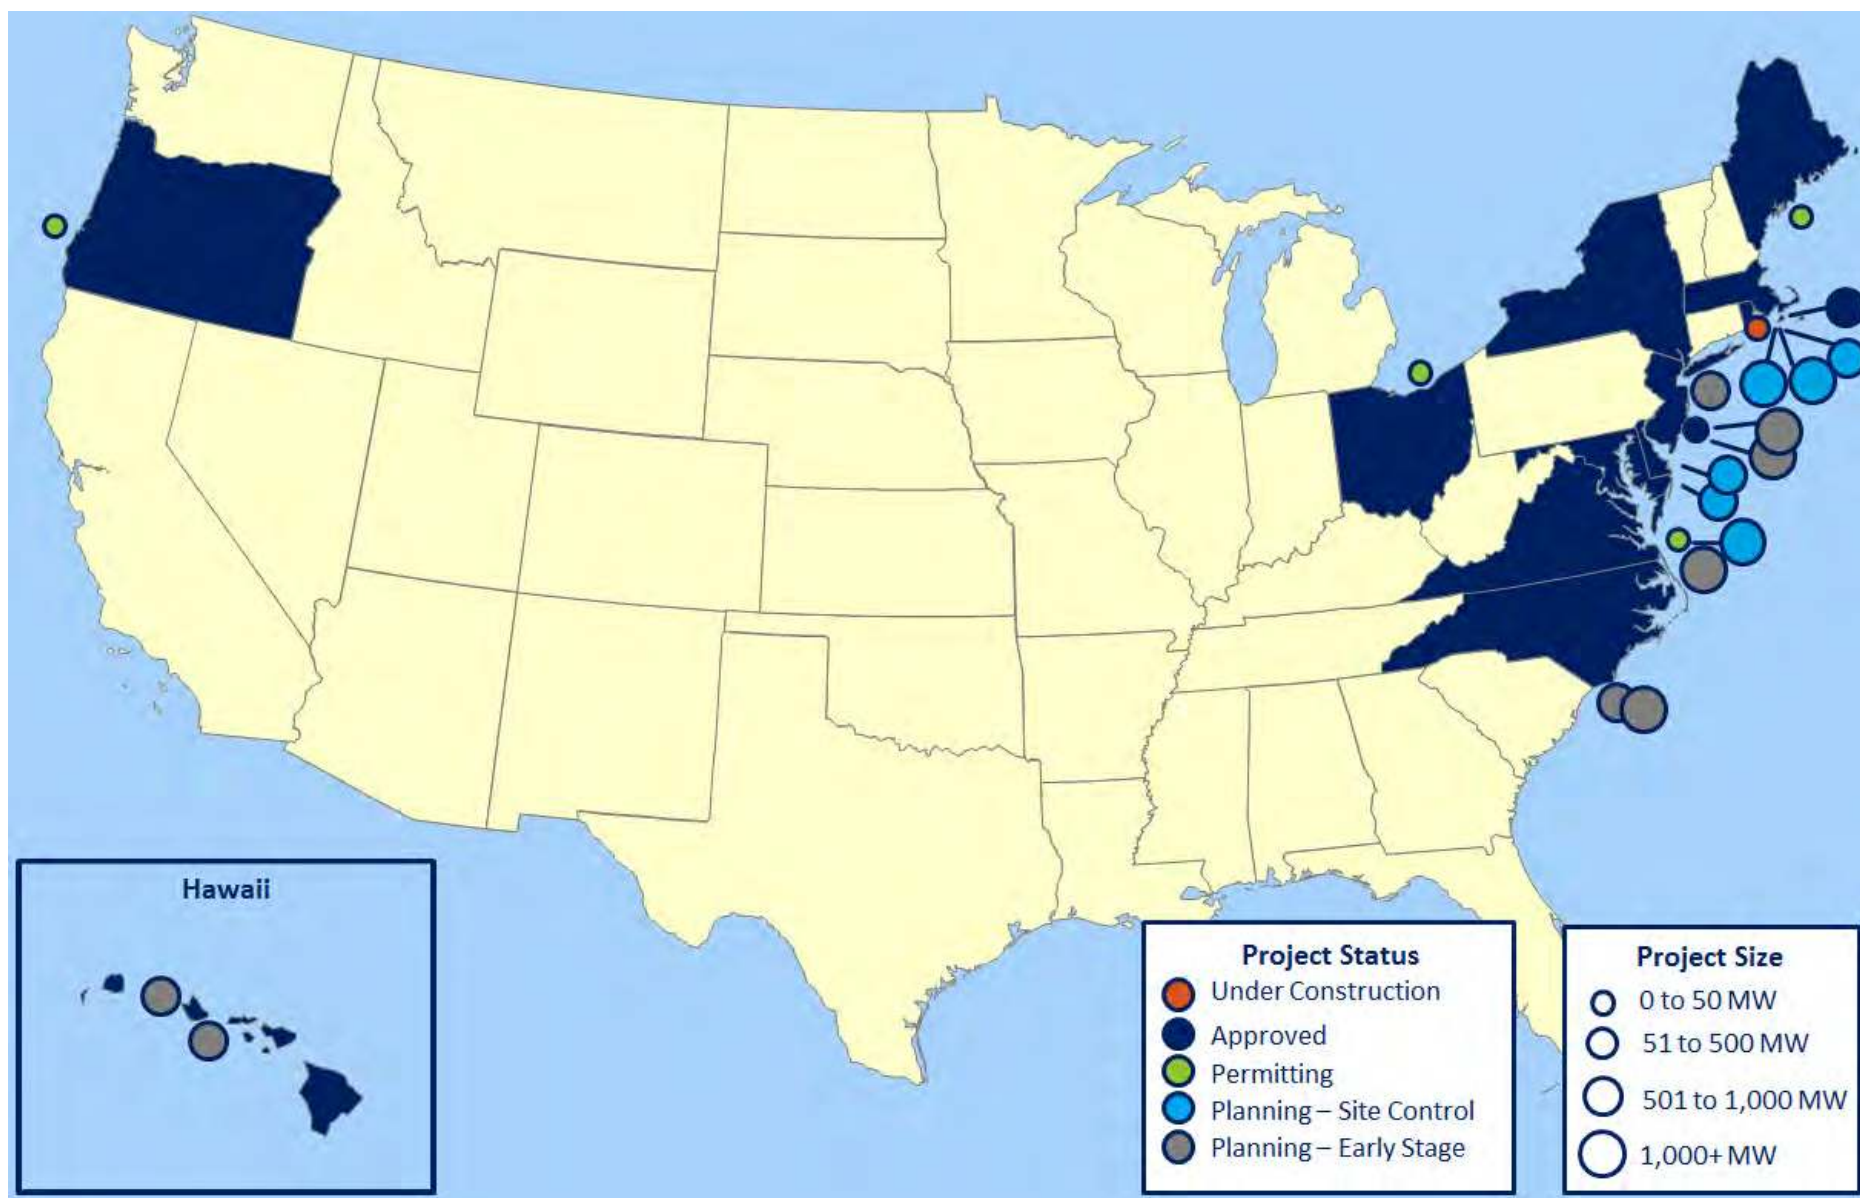 Hawaii
Project Status
Under Construction
Approved
Permitting
Planning – Site Control
Planning – Early Stage
Project Size
0 to 50 MW
51 to 500 MW
501 to 1,000 MW
1,000+ MW